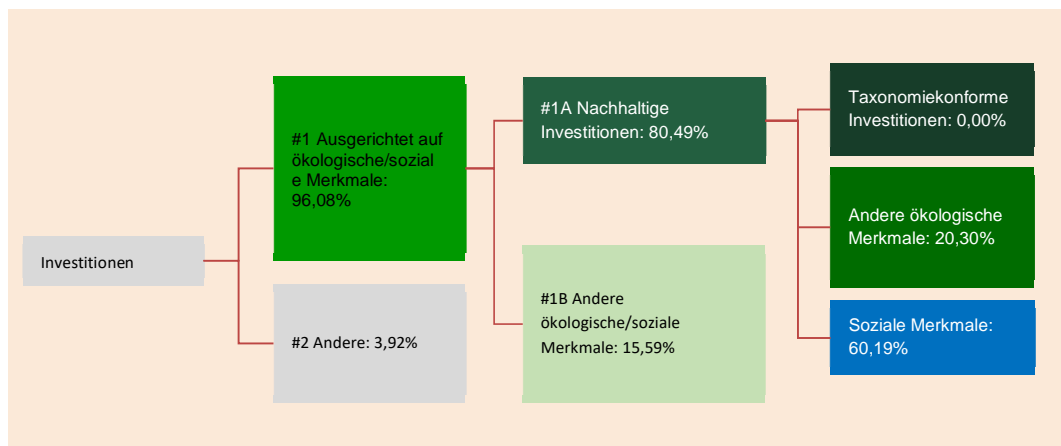 Investitionen
#1 Ausgerichtet auf
ökologische/sozial
e Merkmale:
96,08%
#2 Andere: 3,92%
#1A Nachhaltige
Investitionen: 80,49%
#1B Andere
ökologische/soziale
Merkmale: 15,59%
Taxonomiekonforme
Investitionen: 0,00%
Andere ökologische
Merkmale: 20,30%
Soziale Merkmale:
60,19%